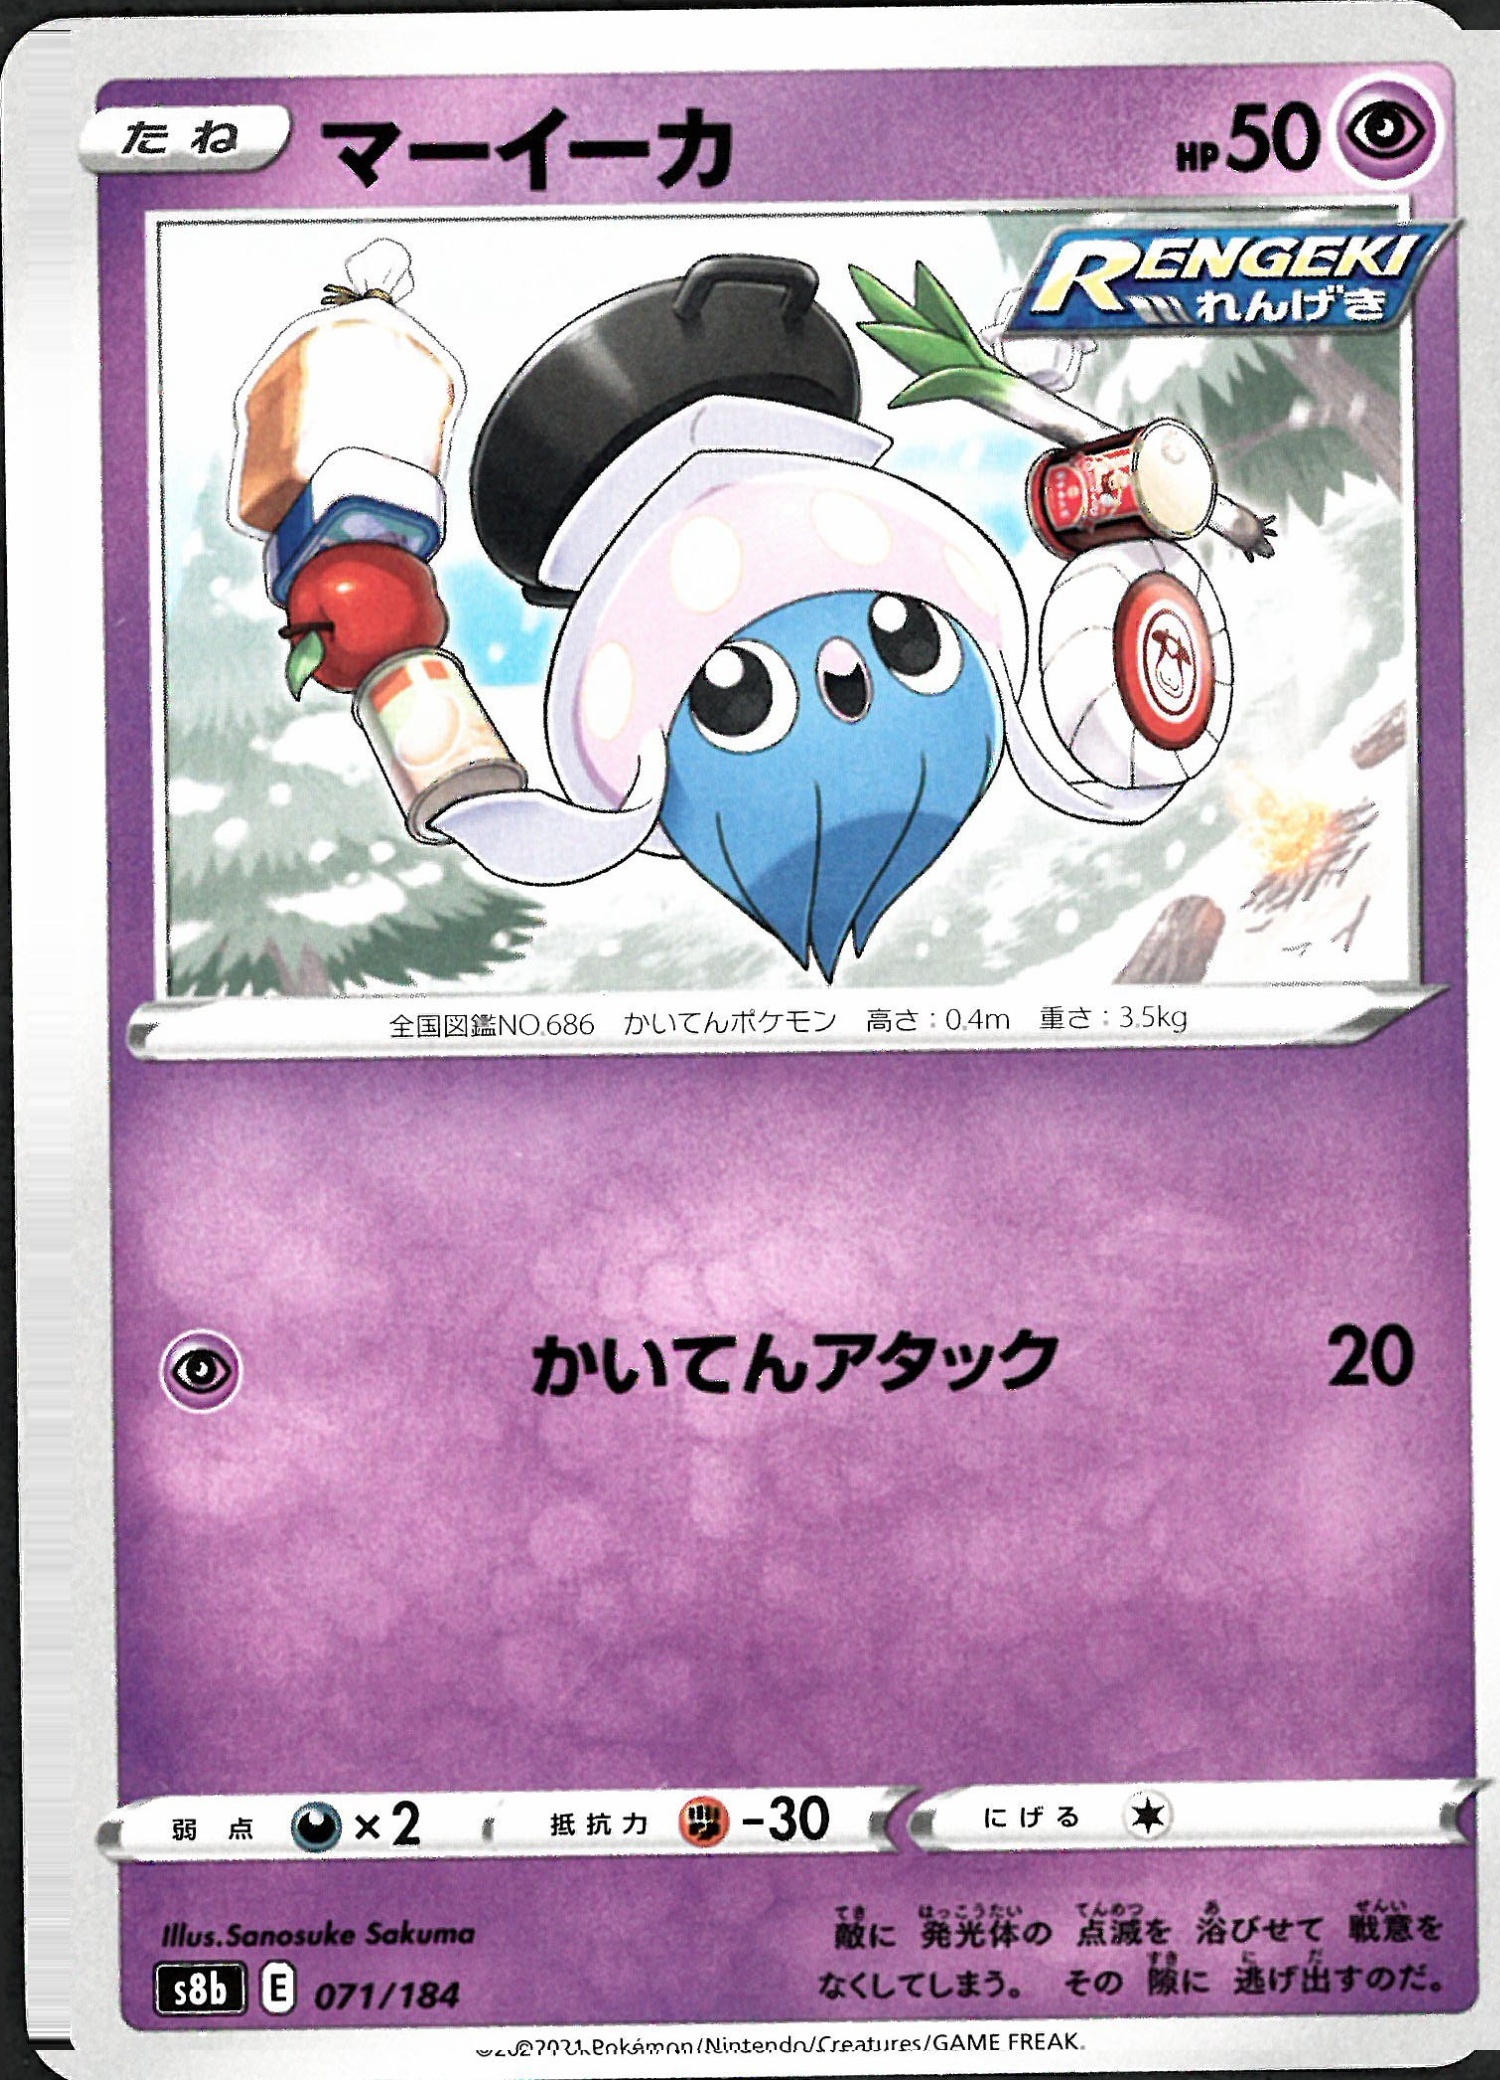 たね マーイーカ HP50
RENGEKI
れんげき
全国図鑑NO.686 かいてんポケモン 高さ:0.4m 重さ:3.5kg
かいてんアタック 20
弱点 ×2 抵抗力 -30 にげる
Illus.Sanosuke Sakuma
敵に 発光体の 点滅を 浴びせて 戦意を
なくしてしまう。 その 隙に 逃げ出すのだ。
s8b E 071/184
Pokémon/Nintendo/Creatures/GAME FREAK.